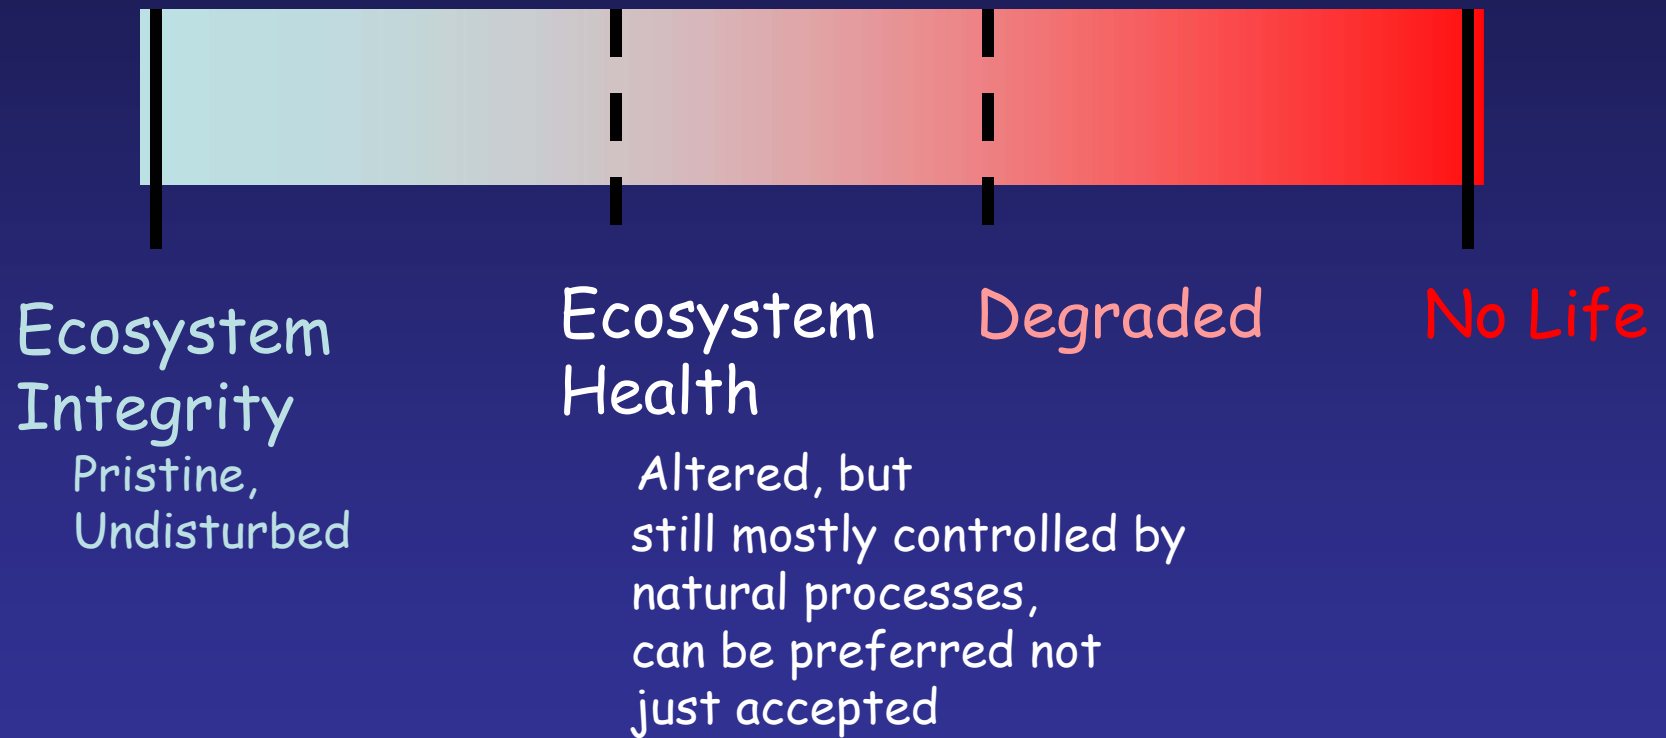 Ecosystem
Integrity
Pristine,
Undisturbed
Ecosystem
Health
Altered, but
still mostly controlled by
natural processes,
can be preferred not
just accepted
Degraded
No Life